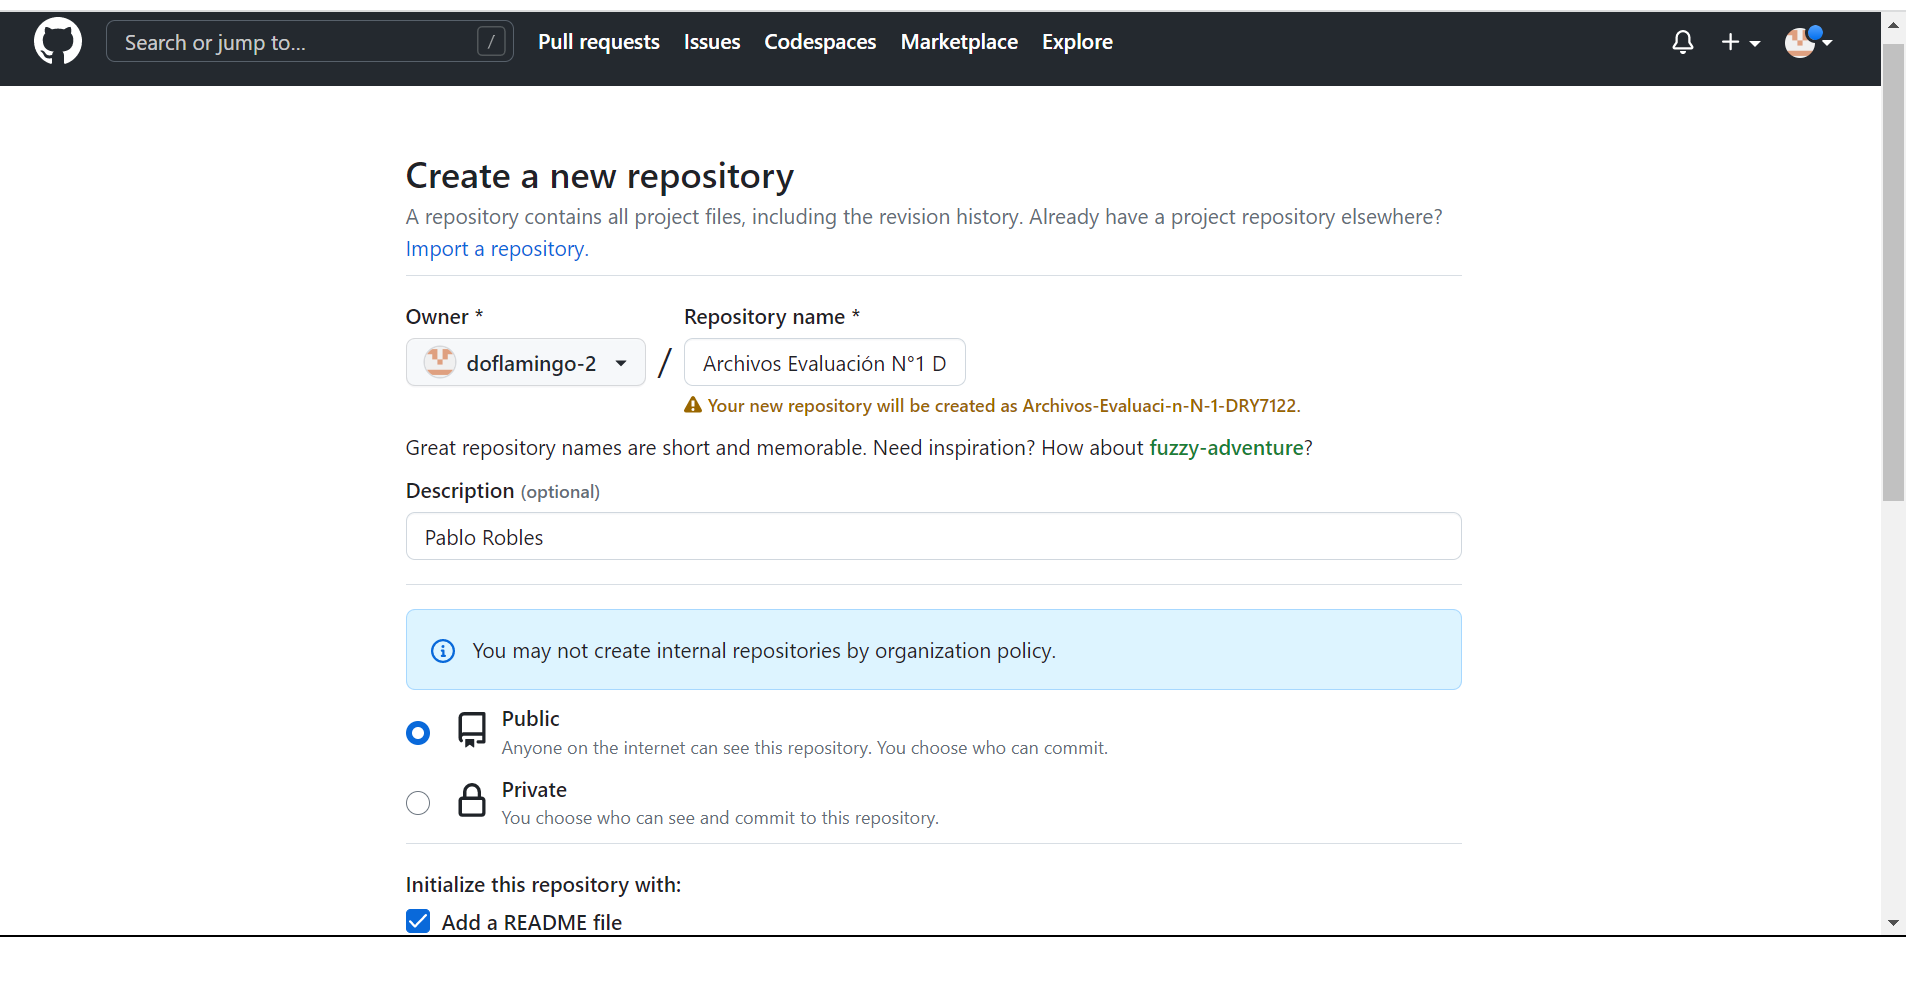 Search or jump to... / Pull requests Issues Codespaces Marketplace Explore
Create a new repository
A repository contains all project files, including the revision history. Already have a project repository elsewhere?
Import a repository.
Owner * Repository name *
doflamingo-2 / Archivos Evaluación N°1 D
Your new repository will be created as Archivos-Evaluaci-n-N-1-DRY7122.
Great repository names are short and memorable. Need inspiration? How about fuzzy-adventure?
Description (optional)
Pablo Robles
You may not create internal repositories by organization policy.
Public
Anyone on the internet can see this repository. You choose who can commit.
Private
You choose who can see and commit to this repository.
Initialize this repository with:
Add a README file